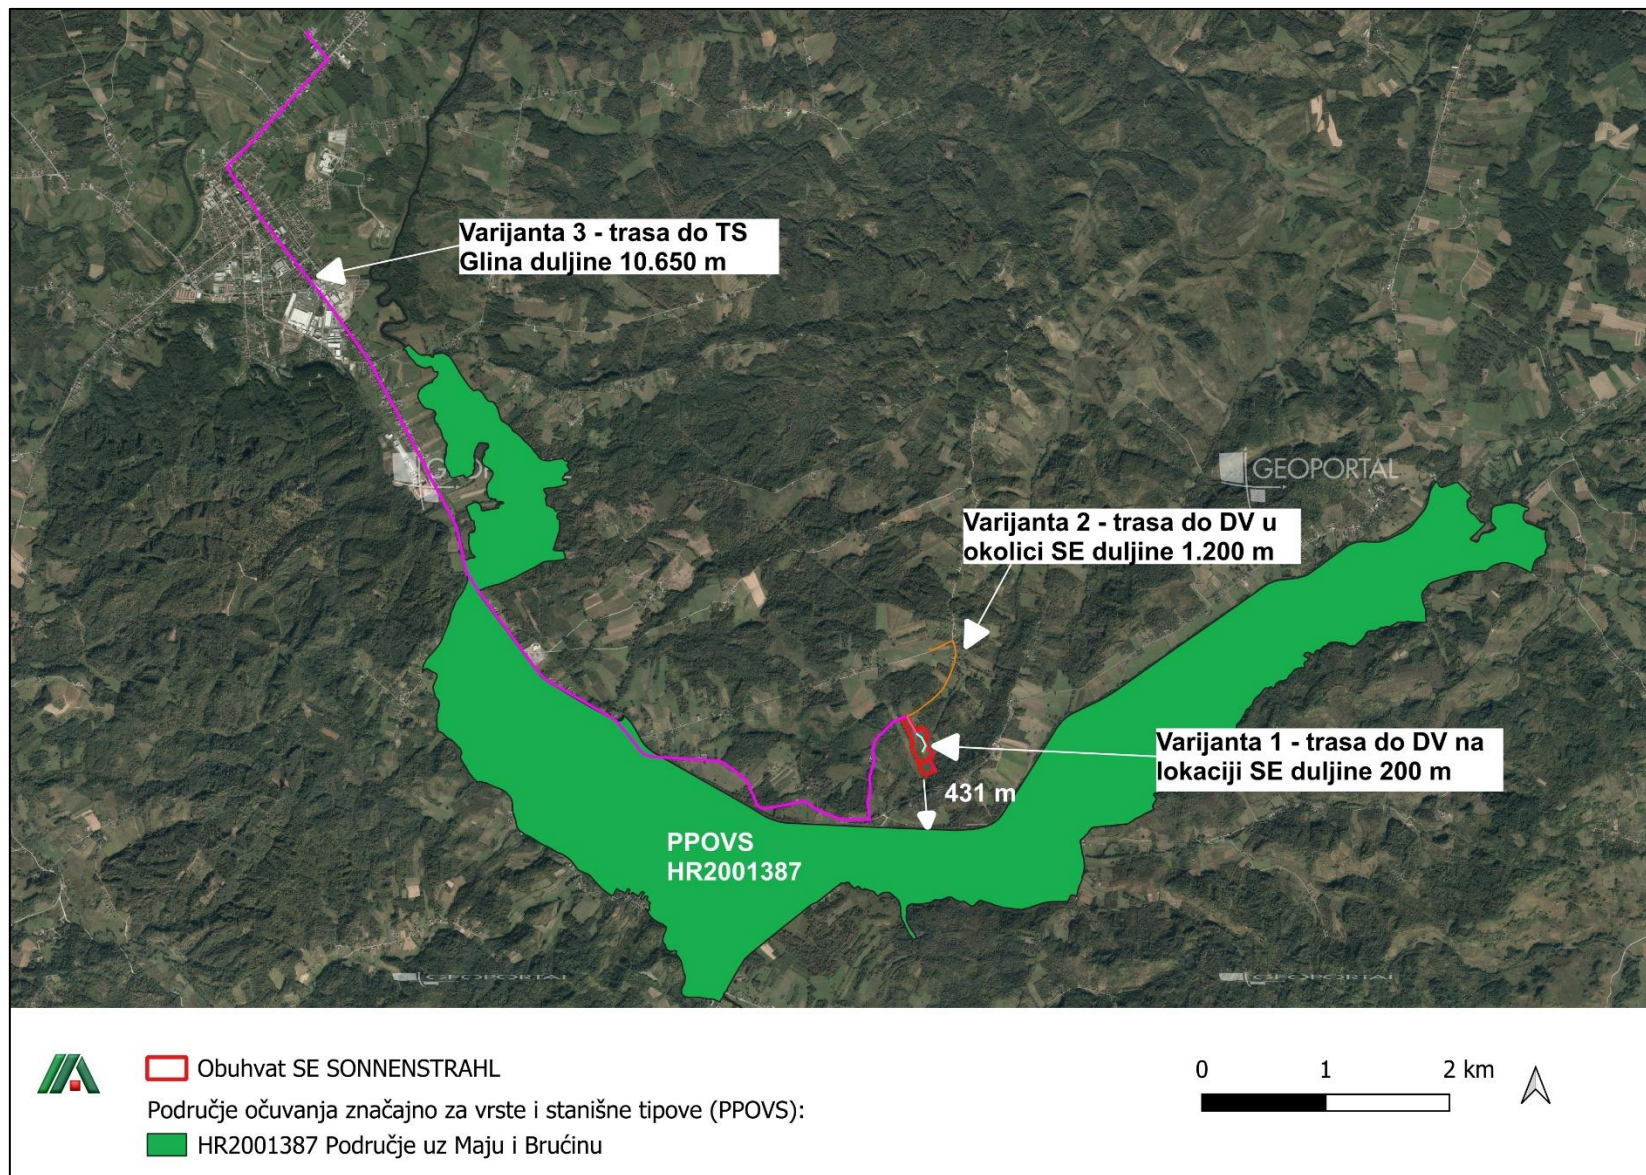 Varijanta 3 - trasa do TS
Glina duljine 10.650 m
GEOPORTAL
Varijanta 2 - trasa do DV u
okolici SE duljine 1.200 m
Varijanta 1 - trasa do DV na
lokaciji SE duljine 200 m
431 m
PPOVS
HR2001387
GEOPORTAL
GEOPORTAL
Obuhvat SE SONNENSTRAHL
Područje očuvanja značajno za vrste i stanišne tipove (PPOVS):
HR2001387 Područje uz Maju i Brućinu
0 1 2 km